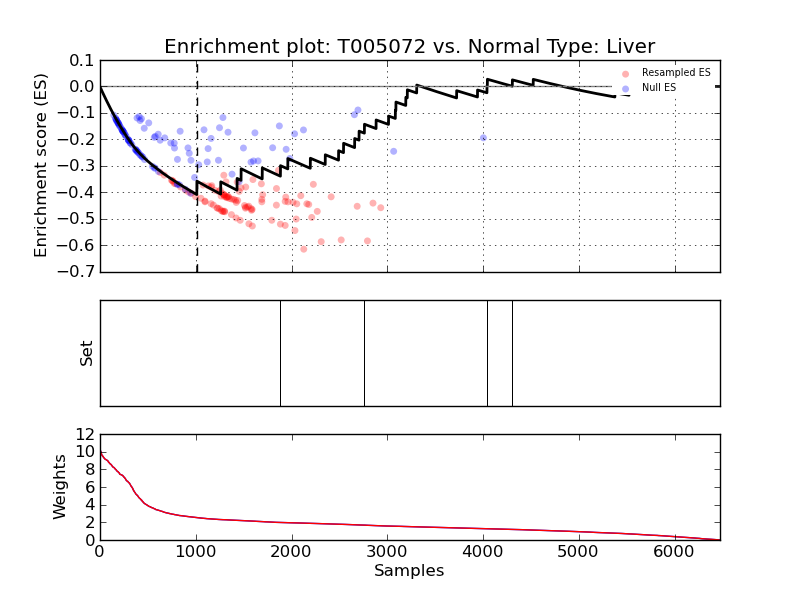 Enrichment plot: T005072 vs. Normal Type: Liver
Enrichment score (ES)
0.1
0.0
−0.1
−0.2
−0.3
−0.4
−0.5
−0.6
−0.7
Resampled ES
Null ES
Set
Weights
12
10
8
6
4
2
0
0 1000 2000 3000 4000 5000 6000
Samples